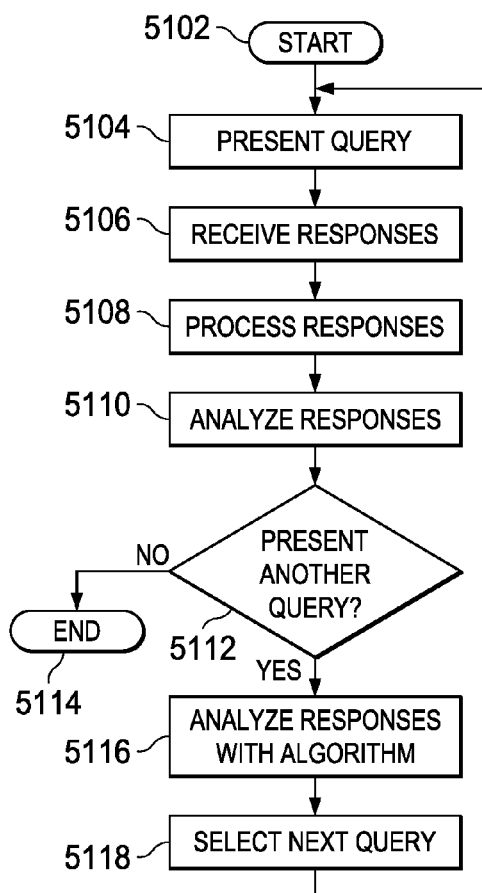 5102
START
5104
PRESENT QUERY
5106
RECEIVE RESPONSES
5108
PROCESS RESPONSES
5110
ANALYZE RESPONSES
NO
PRESENT
ANOTHER
QUERY?
END
5112
5114
YES
ANALYZE RESPONSES
WITH ALGORITHM
5116
SELECT NEXT QUERY
5118